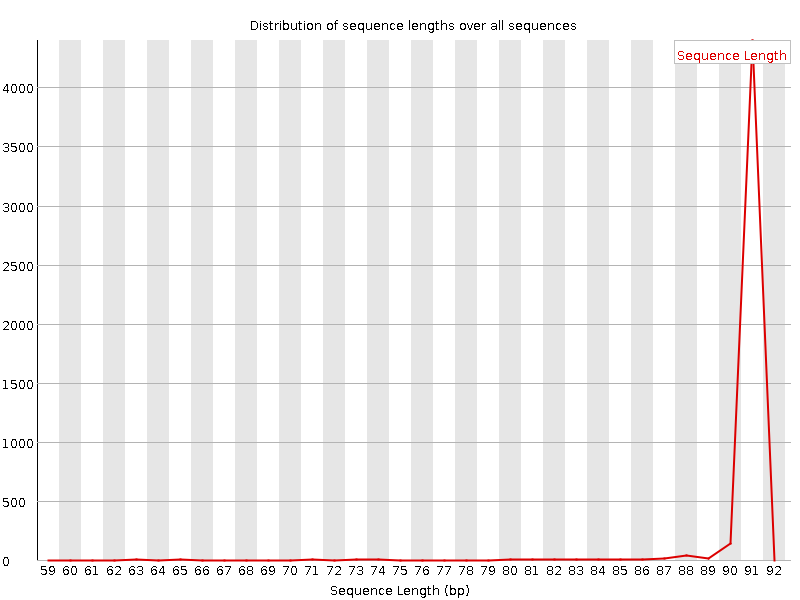 Distribution of sequence lengths over all sequences
Sequence Length
4000
3500
3000
2500
2000
1500
1000
500
0
59 60 61 62 63 64 65 66 67 68 69 70 71 72 73 74 75 76 77 78 79 80 81 82 83 84 85 86 87 88 89 90 91 92
Sequence Length (bp)